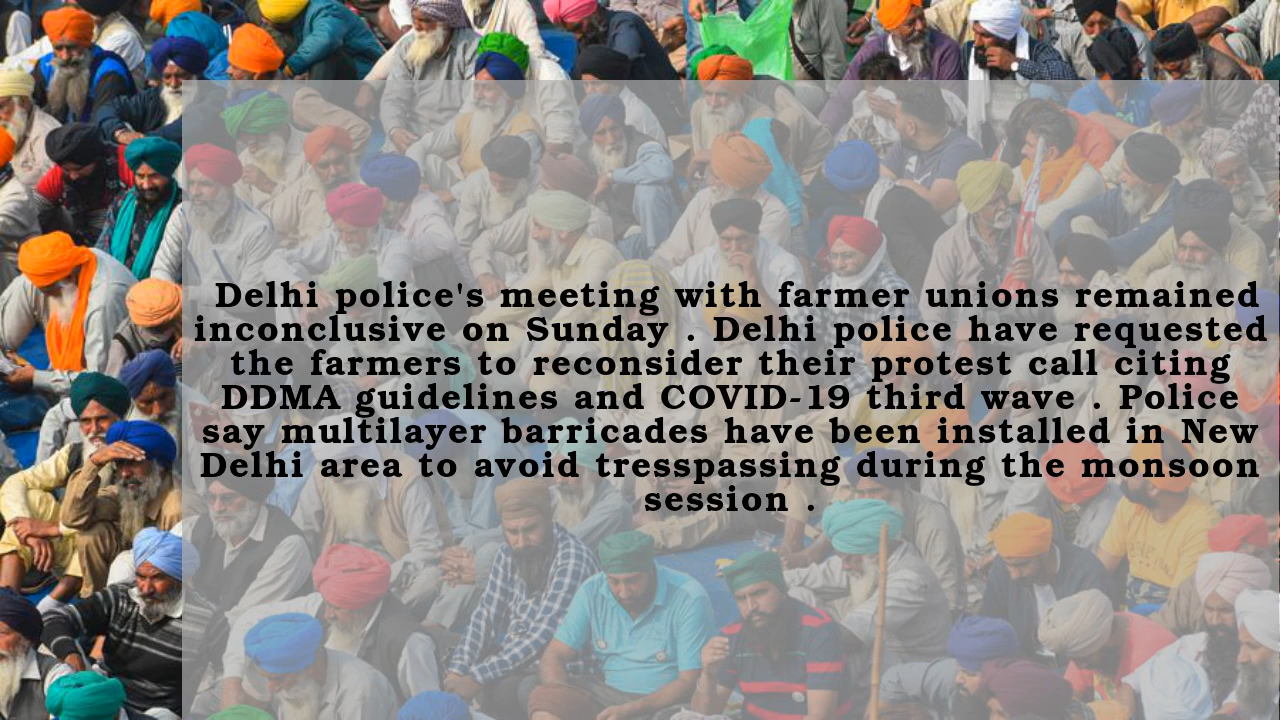 Delhi police's meeting with farmer unions remained
inconclusive on Sunday . Delhi police have requested
the farmers to reconsider their protest call citing
DDMA guidelines and COVID-19 third wave . Police
say multilayer barricades have been installed in New
Delhi area to avoid tresspassing during the monsoon
session .